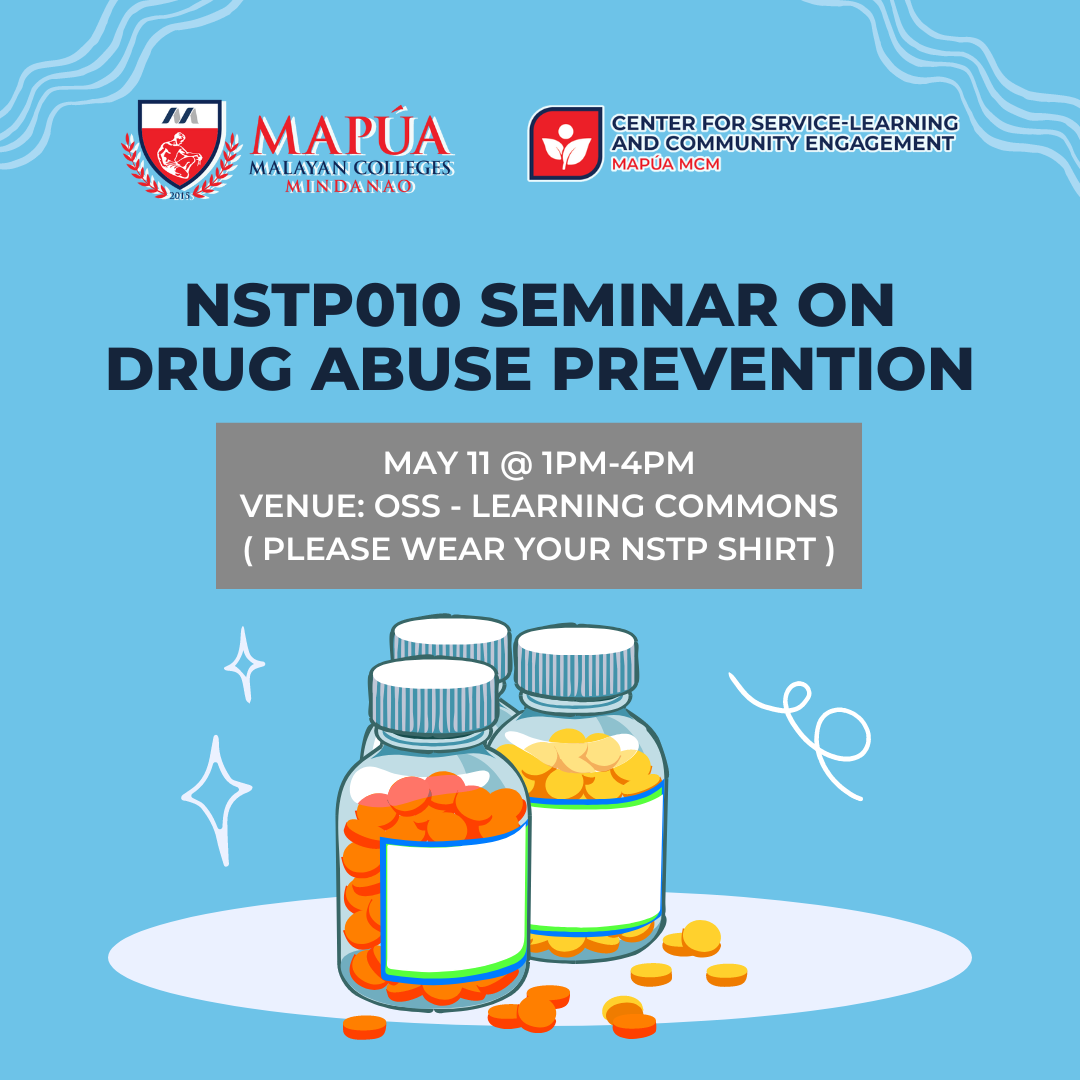 MAPÚA
MALAYAN COLLEGES
MINDANAO
2015
CENTER FOR SERVICE-LEARNING
AND COMMUNITY ENGAGEMENT
MAPÚA MCM
NSTP010 SEMINAR ON
DRUG ABUSE PREVENTION
MAY 11 @ 1PM-4PM
VENUE: OSS - LEARNING COMMONS
( PLEASE WEAR YOUR NSTP SHIRT )